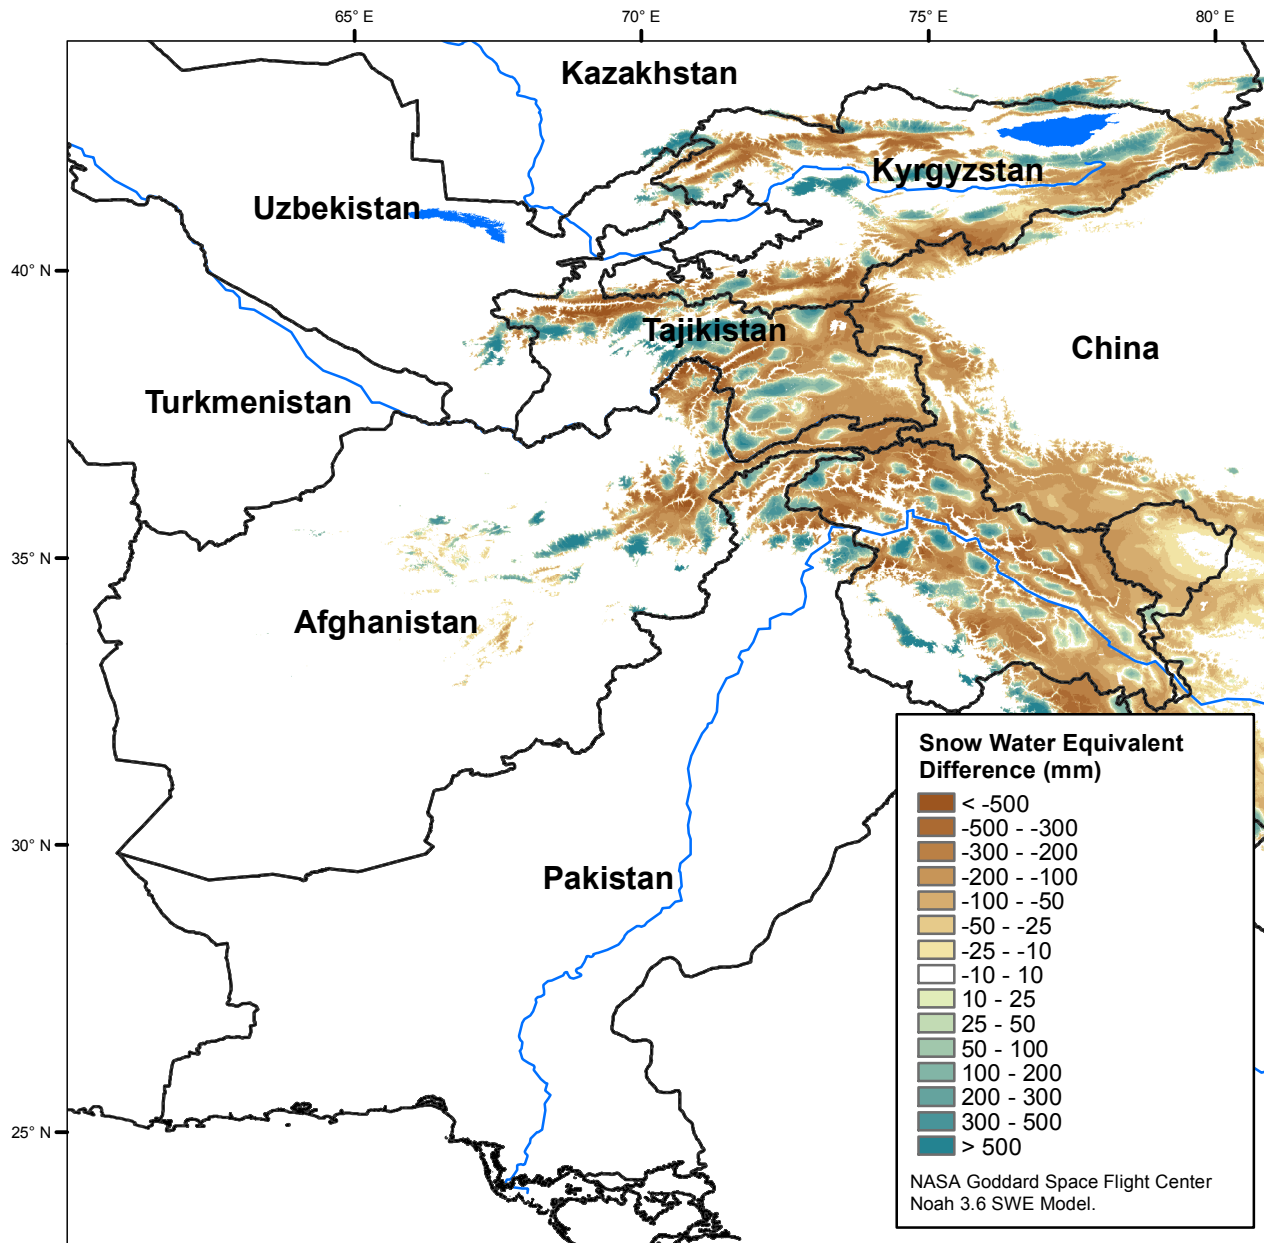 65° E
70° E
75° E
80° E
Kazakhstan
Kyrgyzstan
Uzbekistan
40° N
Tajikistan
China
Turkmenistan
35° N
Afghanistan
30° N
Pakistan
25° N
Snow Water Equivalent
Difference (mm)
< -500
-500 - -300
-300 - -200
-200 - -100
-100 - -50
-50 - -25
-25 - -10
-10 - 10
10 - 25
25 - 50
50 - 100
100 - 200
200 - 300
300 - 500
> 500
NASA Goddard Space Flight Center
Noah 3.6 SWE Model.